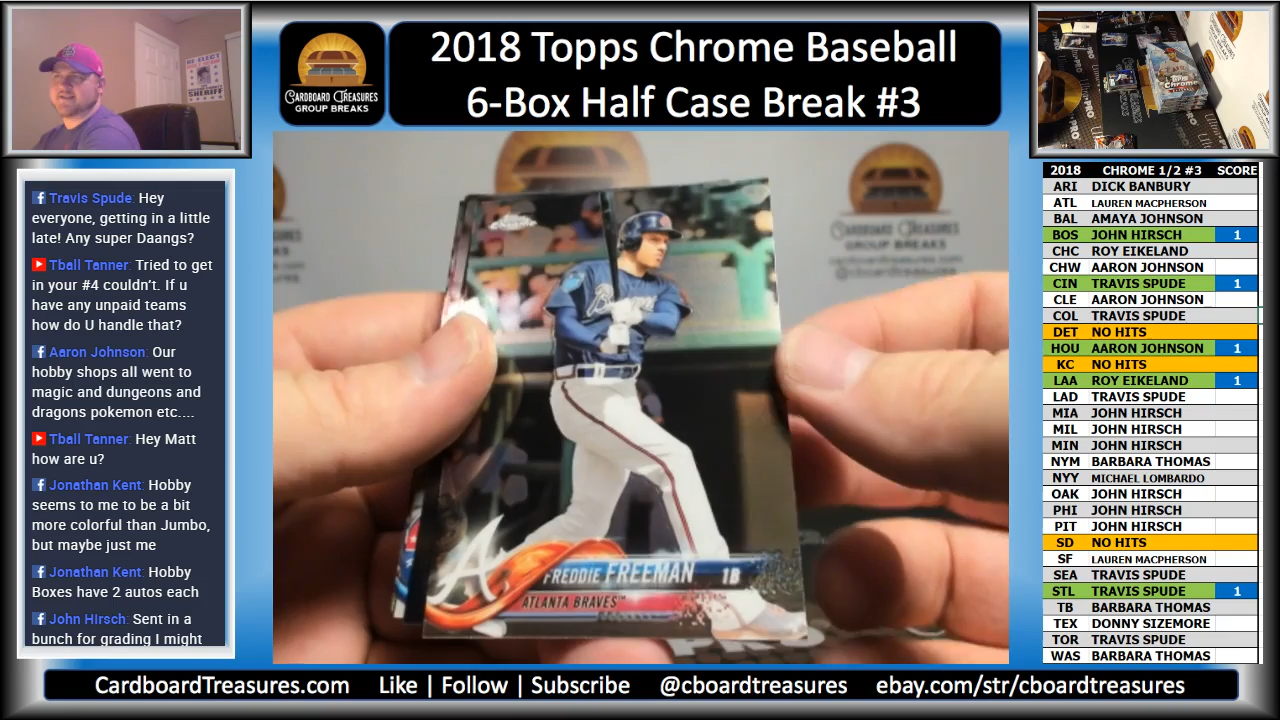 2018 Topps Chrome Baseball
6-Box Half Case Break #3
CARDBOARD TREASURES
GROUP BREAKS
RE-ELECT
SHERIFF
Travis Spude: Hey
everyone, getting in a little
late! Any super Daangs?
Tball Tanner: Tried to get
in your #4 couldn't. If u
have any unpaid teams
how do U handle that?
Aaron Johnson: Our
hobby shops all went to
magic and dungeons and
dragons pokemon etc....
Tball Tanner: Hey Matt
how are u?
Jonathan Kent: Hobby
seems to me to be a bit
more colorful than Jumbo,
but maybe just me
Jonathan Kent: Hobby
Boxes have 2 autos each
John HIrsch: Sent in a
bunch for grading I might
CARDBOARD TREASURES
GROUP BREAKS
@cboardtreasures
Braves
A
FREDDIE FREEMAN 1B
ATLANTA BRAVES™
Topps
Chrome
2018 CHROME 1/2 #3 SCORE
ARI DICK BANBURY
ATL LAUREN MACPHERSON
BAL AMAYA JOHNSON
BOS JOHN HIRSCH 1
CHC ROY EIKELAND
CHW AARON JOHNSON
CIN TRAVIS SPUDE 1
CLE AARON JOHNSON
COL TRAVIS SPUDE
DET NO HITS
HOU AARON JOHNSON 1
KC NO HITS
LAA ROY EIKELAND 1
LAD TRAVIS SPUDE
MIA JOHN HIRSCH
MIL JOHN HIRSCH
MIN JOHN HIRSCH
NYM BARBARA THOMAS
NYY MICHAEL LOMBARDO
OAK JOHN HIRSCH
PHI JOHN HIRSCH
PIT JOHN HIRSCH
SD NO HITS
SF LAUREN MACPHERSON
SEA TRAVIS SPUDE
STL TRAVIS SPUDE 1
TB BARBARA THOMAS
TEX DONNY SIZEMORE
TOR TRAVIS SPUDE
WAS BARBARA THOMAS
CardboardTreasures.com Like | Follow | Subscribe @cboardtreasures ebay.com/str/cboardtreasures